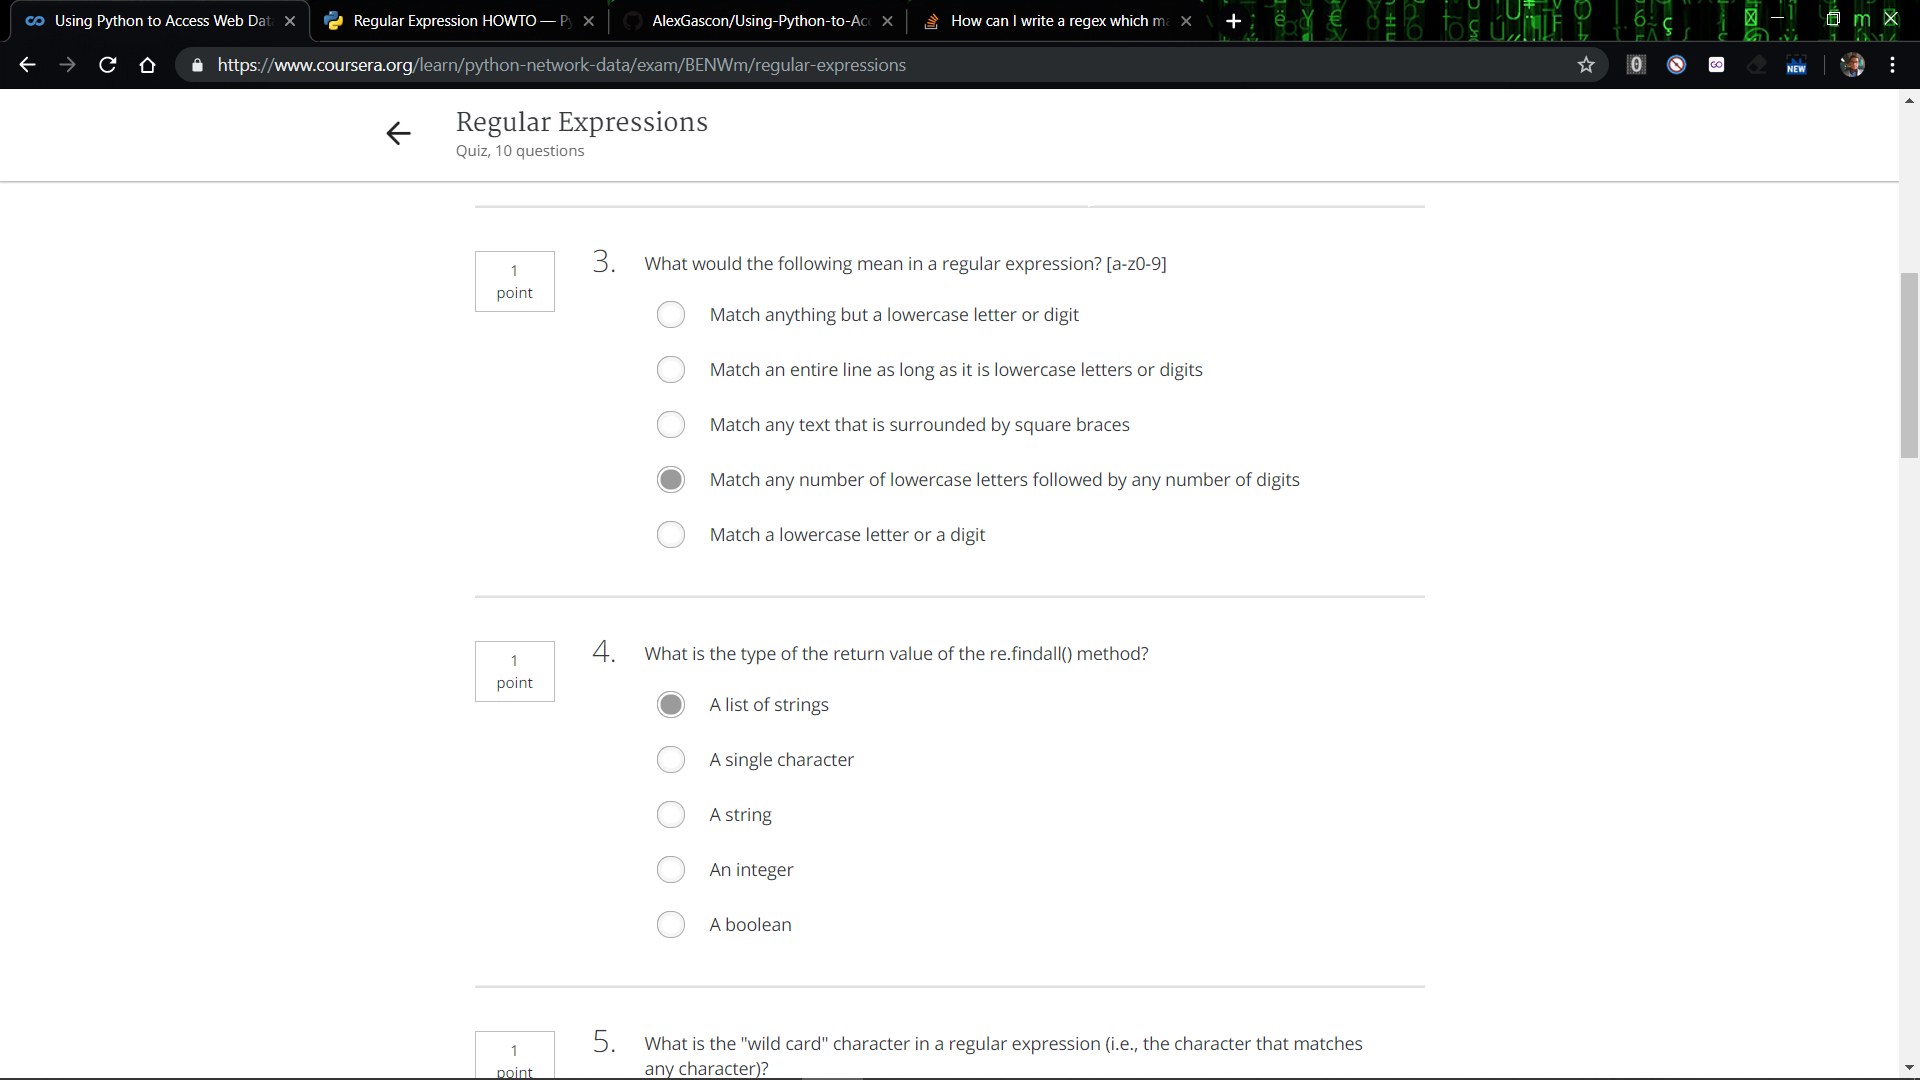 Using Python to Access Web Dat
Regular Expression HOWTO — P
AlexGascon/Using-Python-to-Acc
How can I write a regex which ma
https://www.coursera.org/learn/python-network-data/exam/BENWm/regular-expressions
NEW
Regular Expressions
Quiz, 10 questions
1
point
3.
What would the following mean in a regular expression? [a-z0-9]
Match anything but a lowercase letter or digit
Match an entire line as long as it is lowercase letters or digits
Match any text that is surrounded by square braces
Match any number of lowercase letters followed by any number of digits
Match a lowercase letter or a digit
1
point
4.
What is the type of the return value of the re.findall() method?
A list of strings
A single character
A string
An integer
A boolean
1
point
5.
What is the "wild card" character in a regular expression (i.e., the character that matches
any character)?